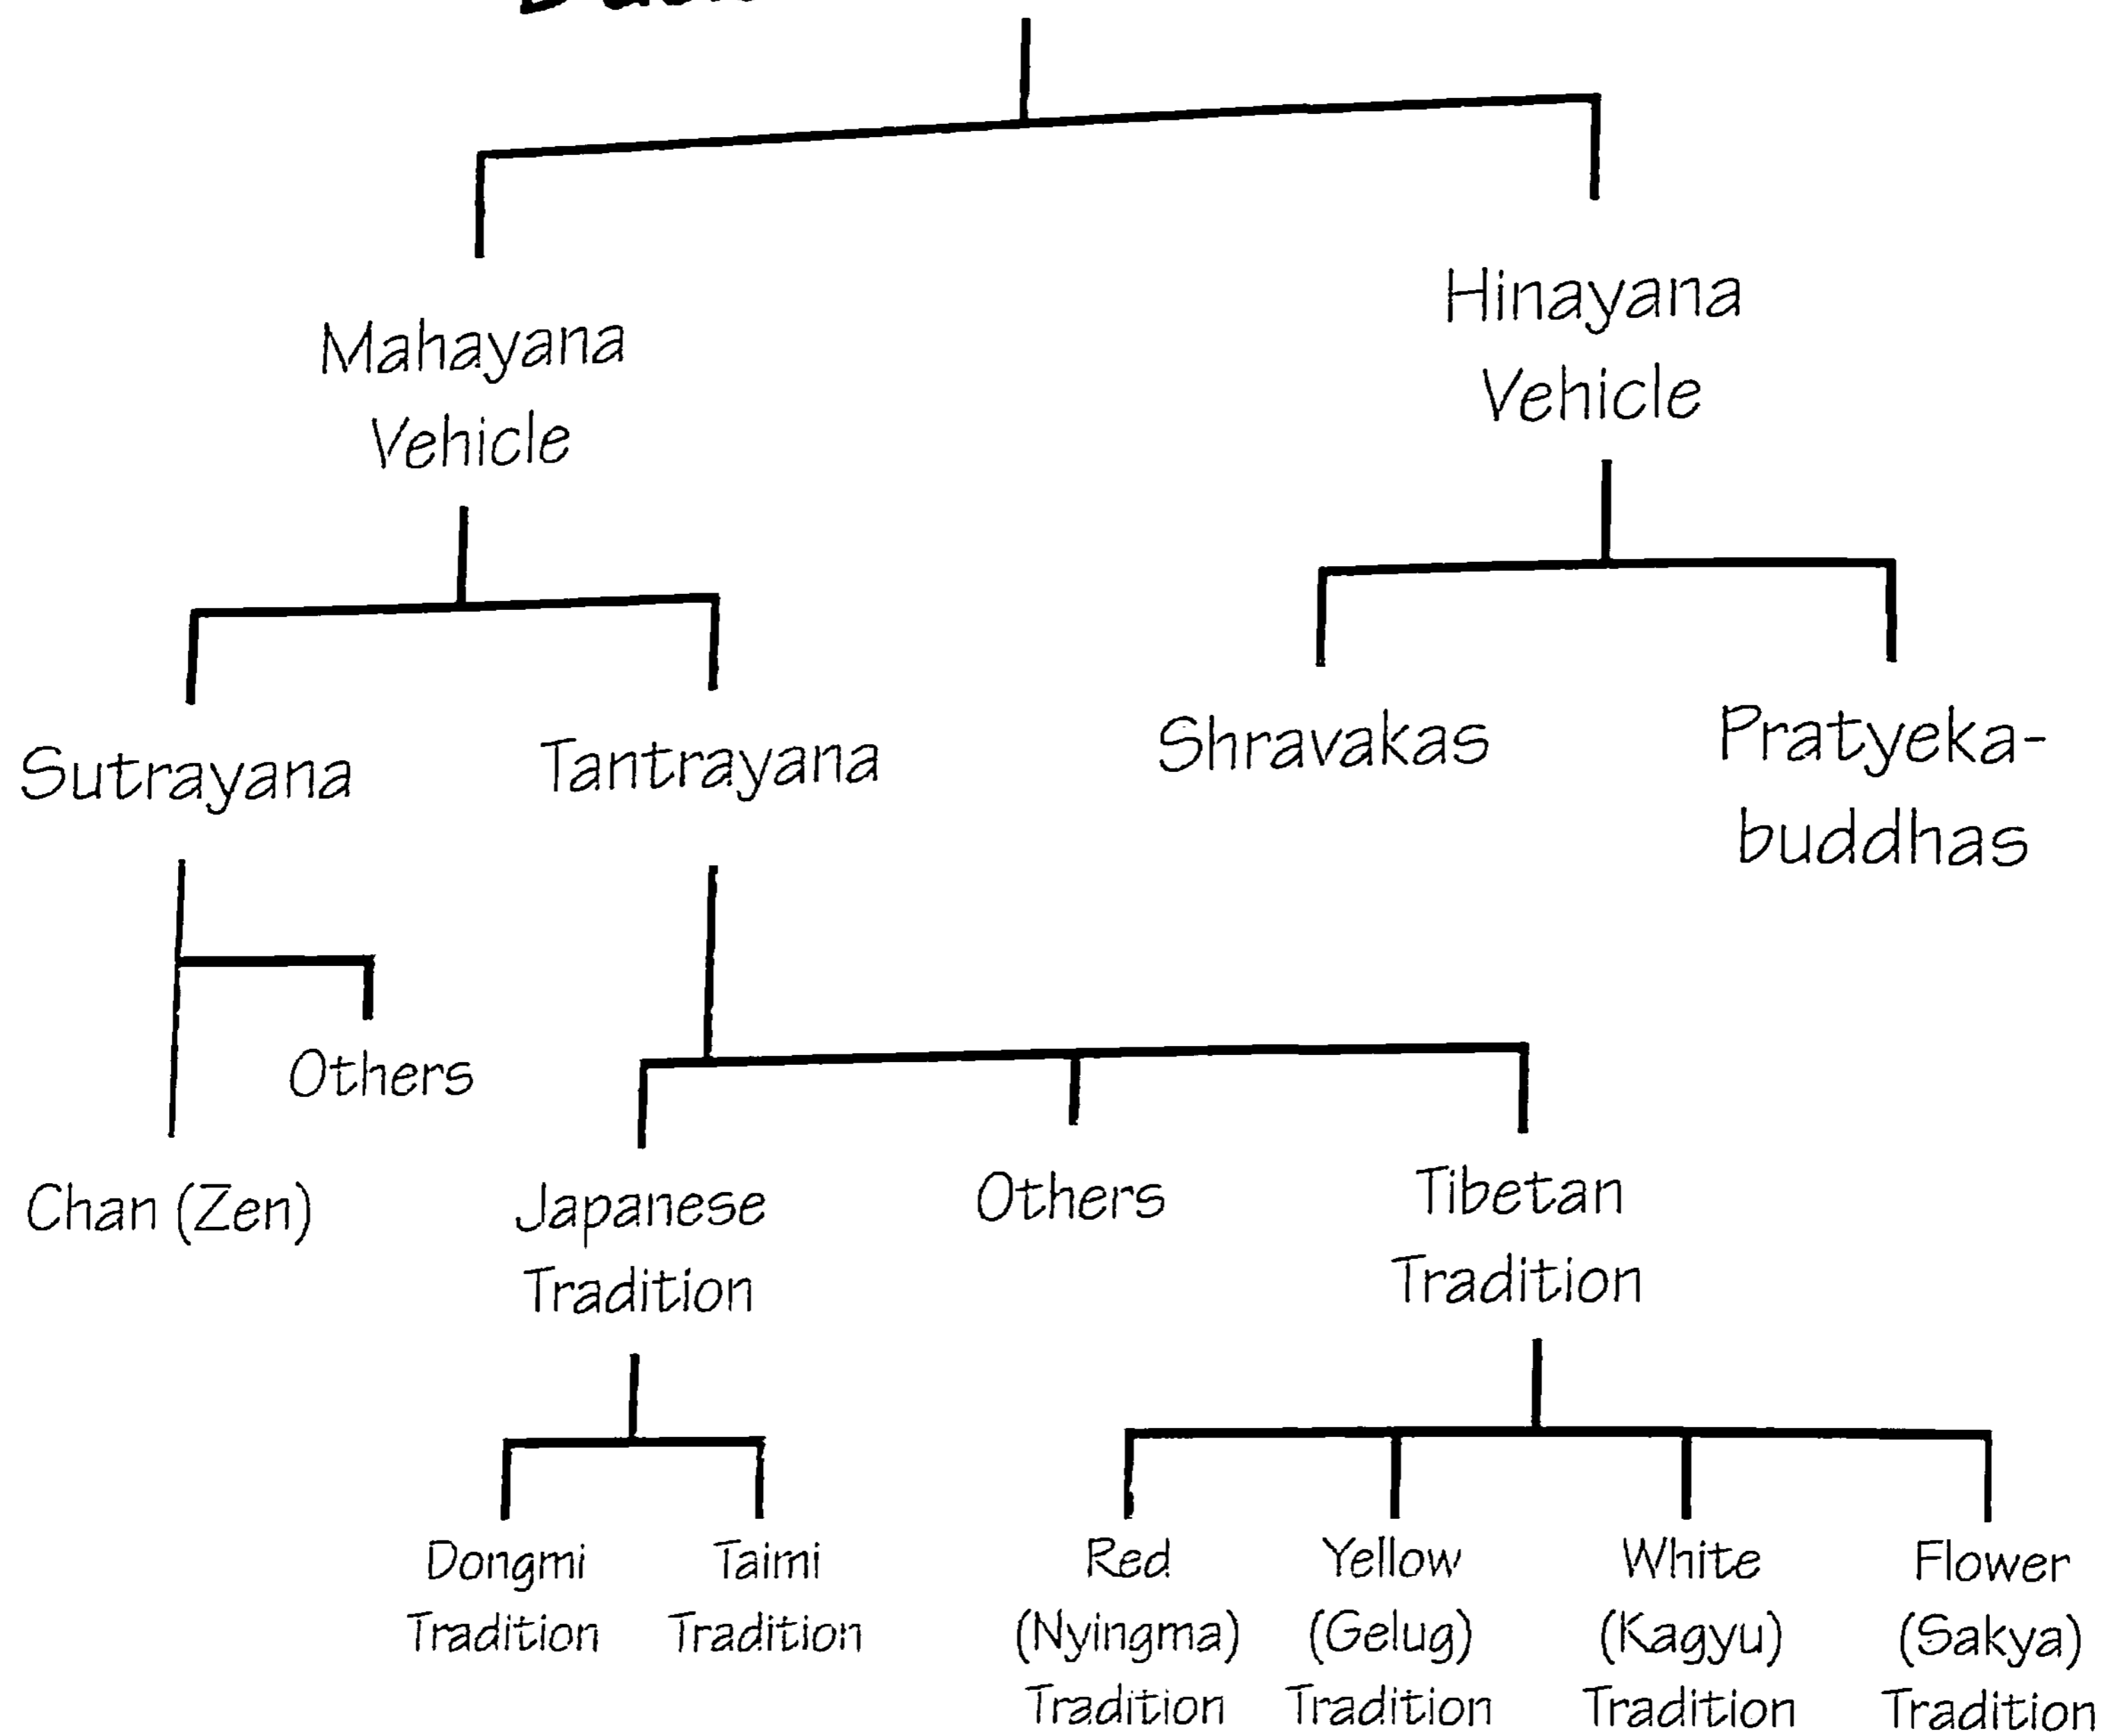 Mahayana
Vehicle
Hinayana
Vehicle
Sutrayana
Tantrayana
Shravakas
Pratyeka-
buddhas
Others
Chan (Zen)
Japanese
Tradition
Others
Tibetan
Tradition
Dongmi
Tradition
Taimi
Tradition
Red
(Nyingma)
Tradition
Yellow
(Gelug)
Tradition
White
(Kagyu)
Tradition
Flower
(Sakya)
Tradition